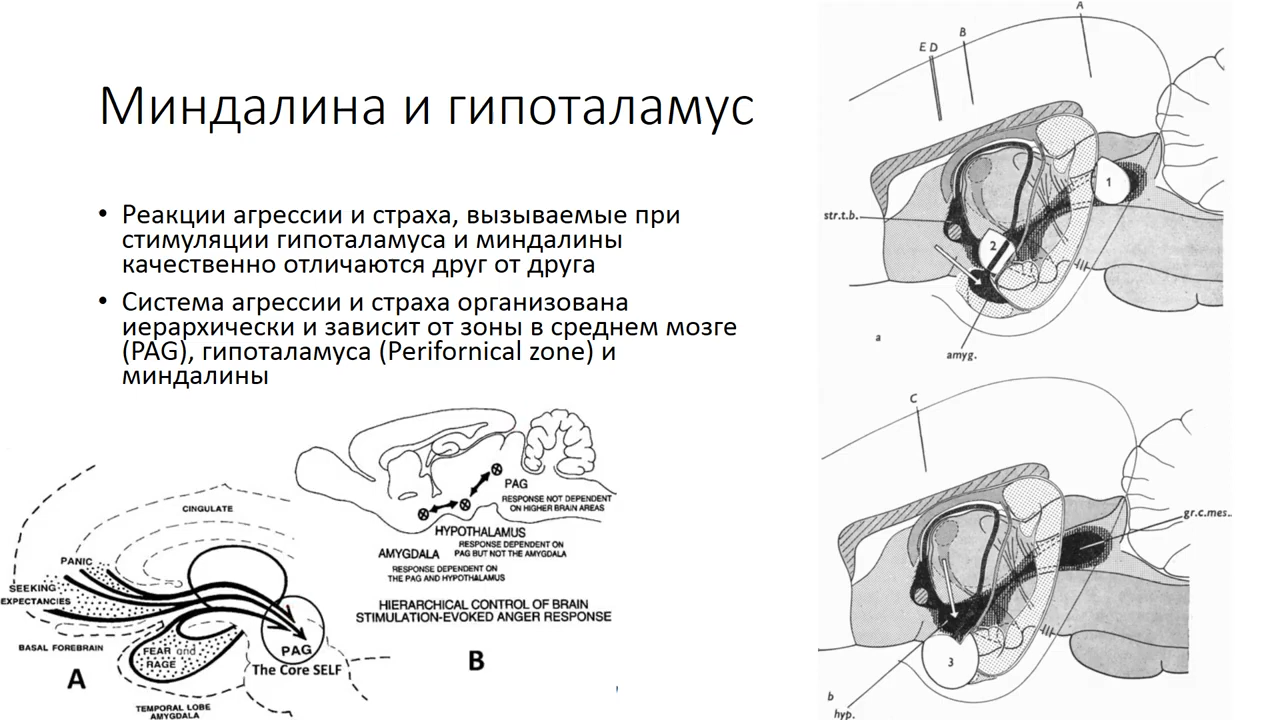 Миндалина и гипоталамус
• Реакции агрессии и страха, вызываемые при
стимуляции гипоталамуса и миндалины
качественно отличаются друг от друга
• Система агрессии и страха организована
иерархически и зависит от зоны в среднем мозге
(PAG), гипоталамуса (Perifornical zone) и
миндалины
CINGULATE
PANIC
SEEKING
EXPECTANCIES
BASAL FOREBRAIN
FEAR and
RAGE
PAG
The Core SELF
A
TEMPORAL LOBE
AMYGDALA
PAG
RESPONSE NOT DEPENDENT
ON HIGHER BRAIN AREAS
HYPOTHALAMUS
RESPONSE DEPENDENT ON
PAG BUT NOT THE AMYGDALA
AMYGDALA
RESPONSE DEPENDENT ON
THE PAG AND HYPOTHALAMUS
HIERARCHICAL CONTROL OF BRAIN
STIMULATION-EVOKED ANGER RESPONSE
B
A
B
E D
1
str.t.b.
2
a
amyg.
C
gr.c.mes..
3
b
hyp.